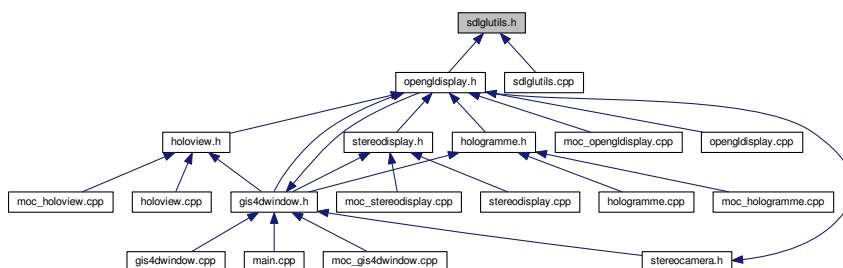 sdlglutils.h
opengldisplay.h
sdlglutils.cpp
holoview.h
stereodisplay.h
hologramme.h
moc_opengldisplay.cpp
opengldisplay.cpp
moc_holoview.cpp
holoview.cpp
gis4dwindow.h
moc_stereodisplay.cpp
stereodisplay.cpp
hologramme.cpp
moc_hologramme.cpp
gis4dwindow.cpp
main.cpp
moc_gis4dwindow.cpp
stereocamera.h